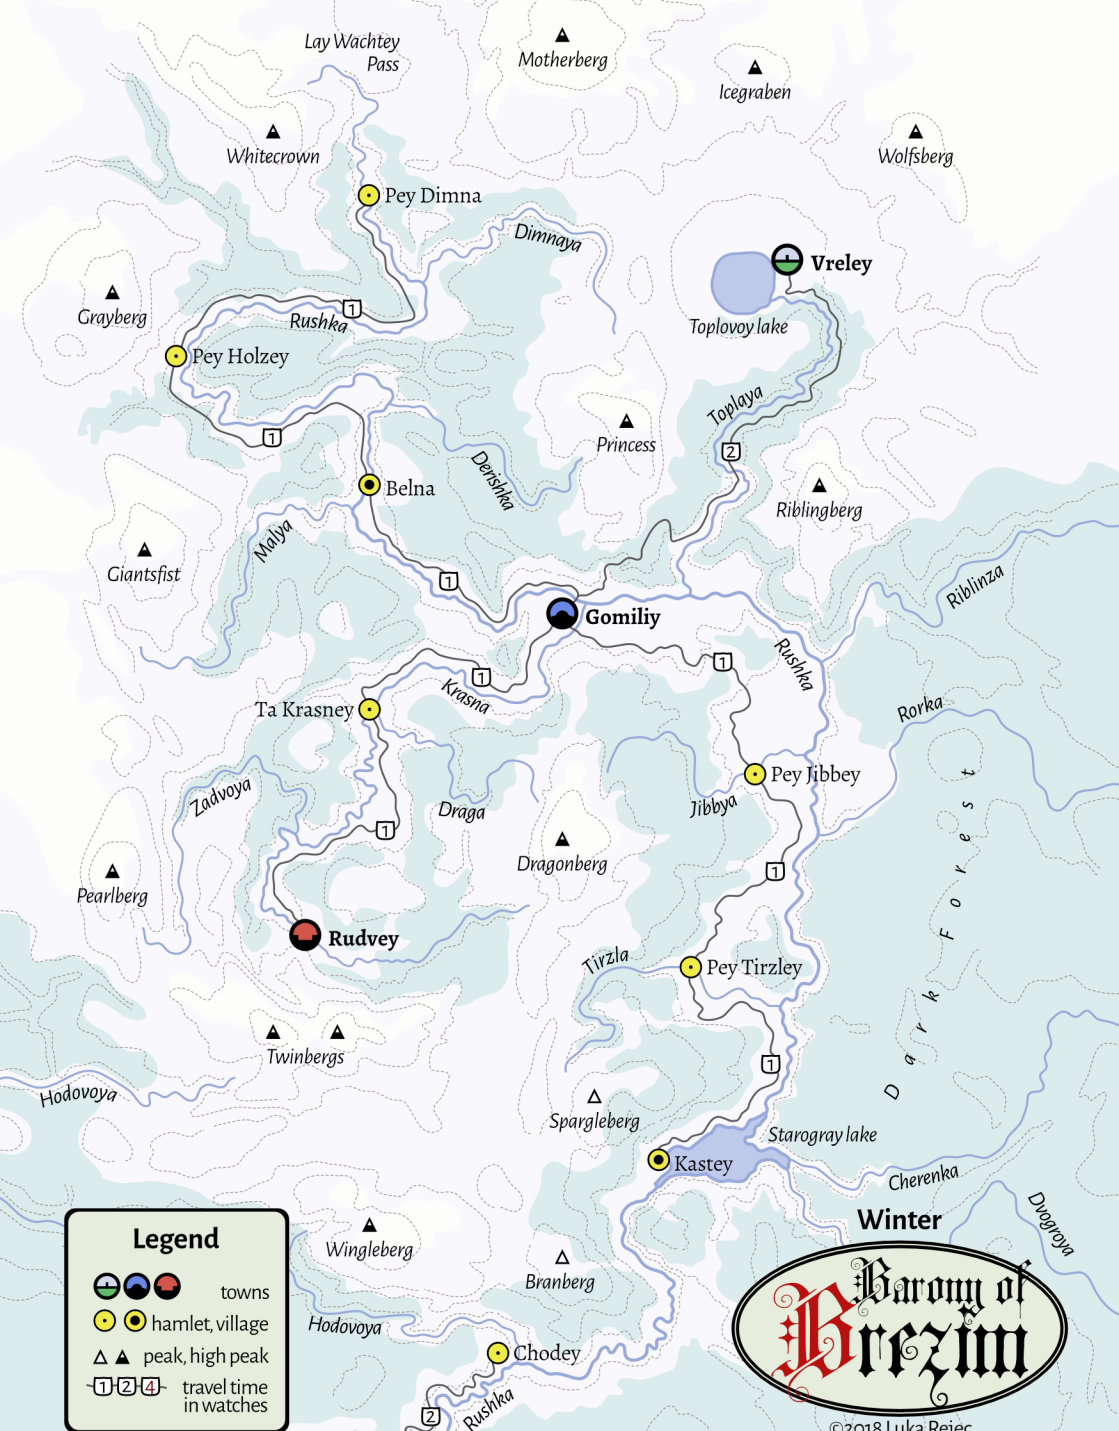 Lay Wachtey
Pass
Motherberg
Icegraben
Whitecrown
Wolfsberg
Pey Dimna
Dimnaya
Vreley
Grayberg
1
Rushka
Toplovoy lake
Pey Holzey
Toplaya
1
Princess
2
Derishka
Belna
Riblingberg
Malya
Giantsfist
1
Riblinza
Gomiliy
Rushka
1
1
Krasna
Ta Krasney
Rorka
Pey Jibbey
Zadvoya
Jibbya
Draga
1
Dragonberg
1
Pearlberg
Dark Forest
Rudvey
Tirzla
Pey Tirzley
Twinbergs
1
Hodovoya
Spargleberg
Starogray lake
Kastey
Cherenka
Dvogroya
Wingleberg
Branberg
Hodovoya
Chodey
2
Rushka
Legend
towns
hamlet, village
peak, high peak
1 2 4 travel time
in watches
Winter
Barony of
Brezim
©2018 Luka Rejec